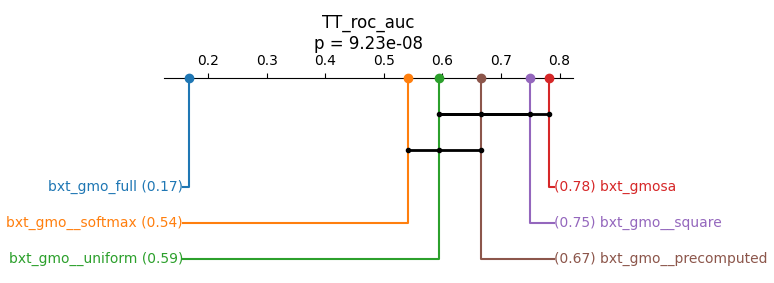 TT_roc_auc
p = 9.23e-08
0.2 0.3 0.4 0.5 0.6 0.7 0.8
bxt_gmo_full (0.17) (0.78) bxt_gmosa
bxt_gmo__softmax (0.54) (0.75) bxt_gmo__square
bxt_gmo__uniform (0.59) (0.67) bxt_gmo__precomputed